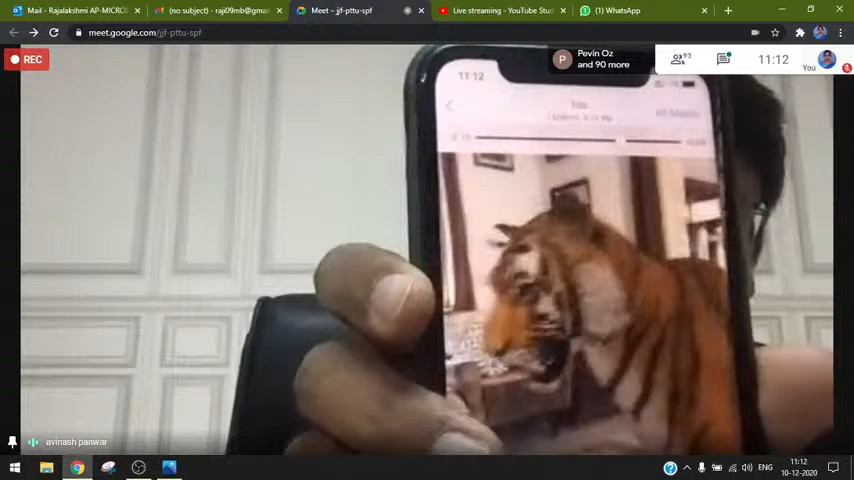 Mail - Rajalakshmi AP-MICROB
(no subject) - raji09mb@gmai
Meet – jjf-pttu-spf
Live streaming - YouTube Stud
(1) WhatsApp
meet.google.com/jjf-pttu-spf
REC
11:12
Pevin Oz
and 90 more
P
93
11:12
You
avinash panwar
ENG
11:12
10-12-2020